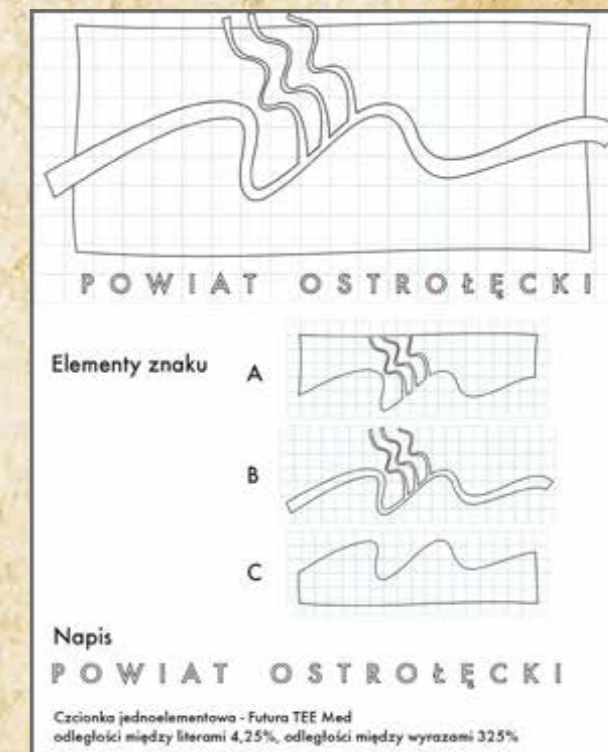 POWIAT OSTROŁĘCKI
Elementy znaku
A
B
C
Napis
POWIAT OSTROŁĘCKI
Czcionka jednoelementowa - Futura TEE Med
odległości między literami 4,25%, odległości między wyrazami 325%